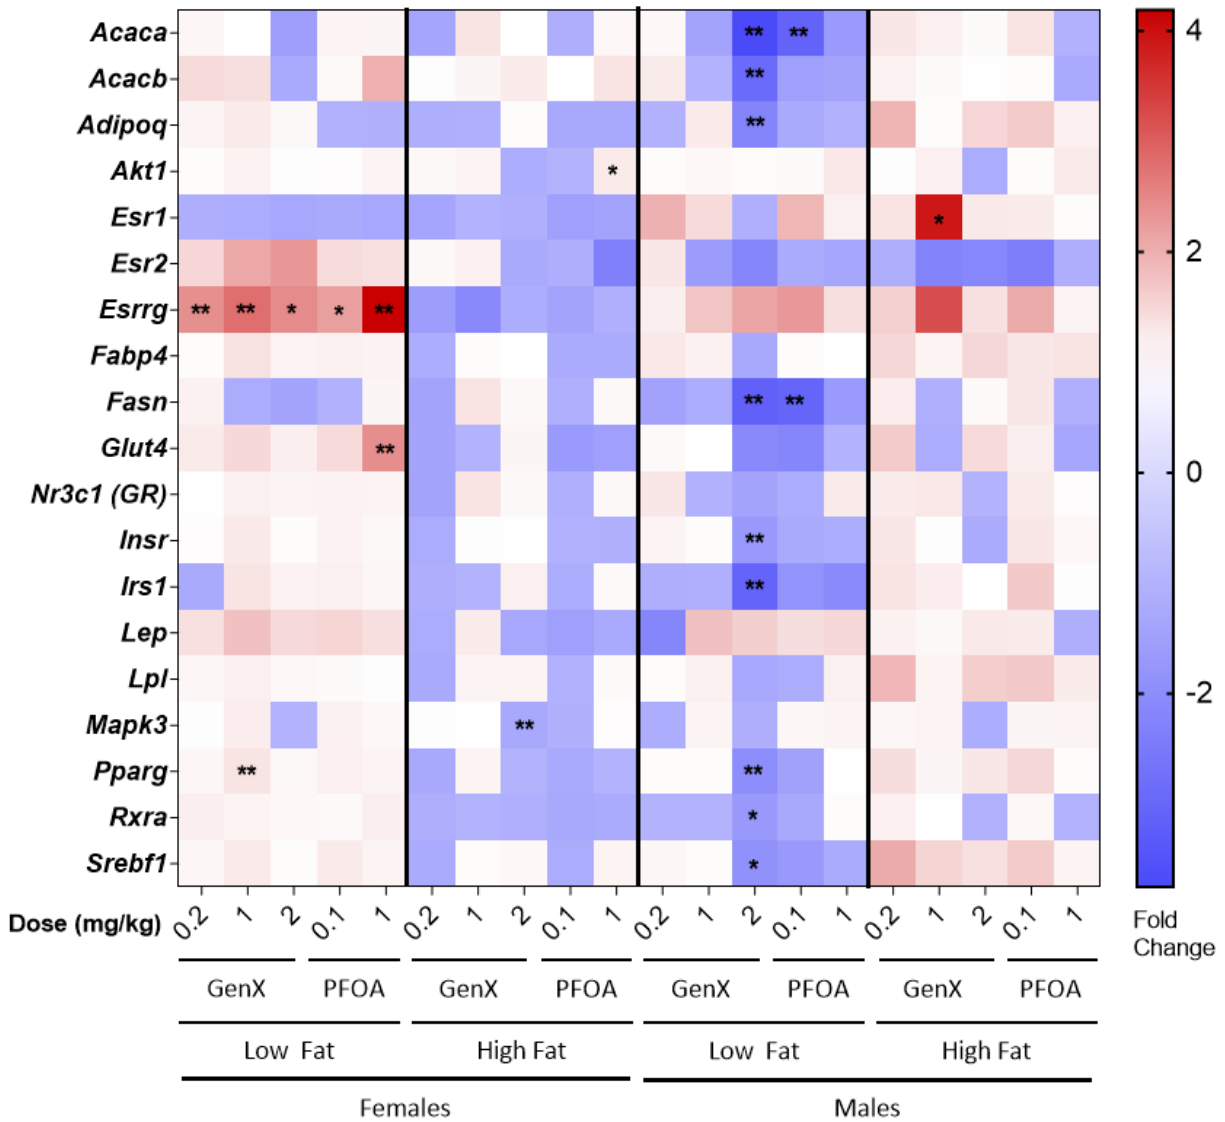 Acaca ** ** 4
Acacb **
Adipoq **
Akt1 *
Esr1 * 2
Esr2
Esrrg ** ** * * **
Fabp4
Fasn ** **
Glut4 ** 0
Nr3c1 (GR)
Insr **
Irs1 **
Lep
Lpl -2
Mapk3 **
Pparg ** **
Rxra *
Srebf1 *
Dose (mg/kg) 0.2 1 2 0.1 1 0.2 1 2 0.1 1 0.2 1 2 0.1 1 0.2 1 2 0.1 1
Fold
Change
GenX PFOA GenX PFOA GenX PFOA GenX PFOA
Low Fat High Fat Low Fat High Fat
Females Males